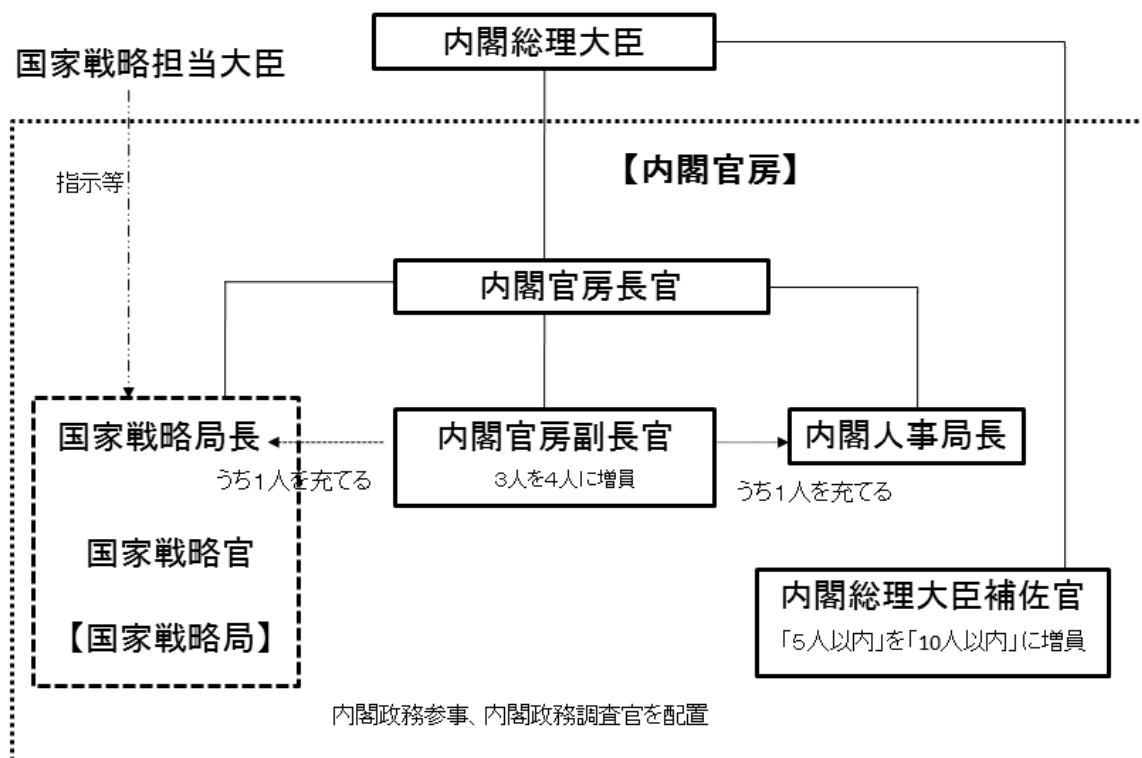 内閣総理大臣
国家戦略担当大臣
【内閣官房】
指示等
内閣官房長官
国家戦略局長
内閣官房副長官
3人を4人に増員
内閣人事局長
うち1人を充てる
うち1人を充てる
国家戦略官
内閣総理大臣補佐官
「5人以内」を「10人以内」に増員
【国家戦略局】
内閣政務参事、内閣政務調査官を配置